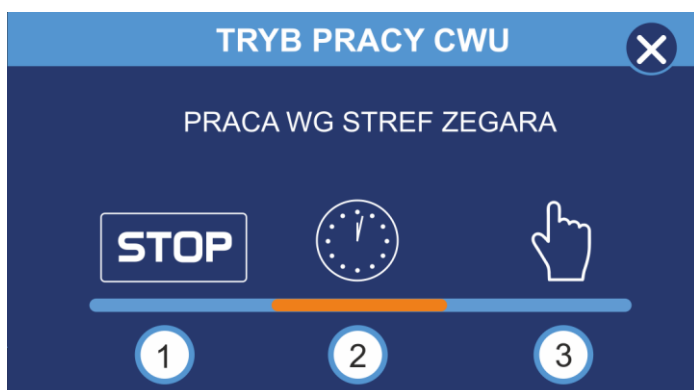 TRYB PRACY CWU
PRACA WG STREF ZEGARA
STOP
1 2 3